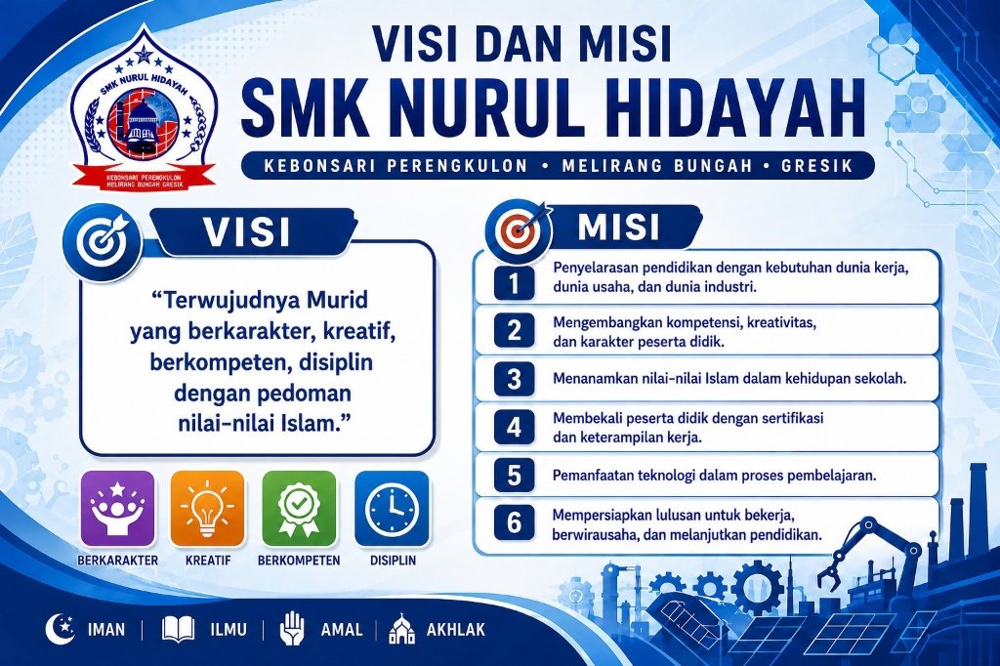 VISI DAN MISI
SMK NURUL HIDAYAH
KEBONSARI PERENGKULON • MELIRANG BUNGAH • GRESIK
SMK NURUL HIDAYAH
KEBONSARI PERENGKULON
MELIRANG BUNGAH GRESIK
VISI
“Terwujudnya Murid
yang berkarakter, kreatif,
berkompeten, disiplin
dengan pedoman
nilai-nilai Islam.”
BERKARAKTER
KREATIF
BERKOMPETEN
DISIPLIN
MISI
1 Penyelarasan pendidikan dengan kebutuhan dunia kerja,
dunia usaha, dan dunia industri.
2 Mengembangkan kompetensi, kreativitas,
dan karakter peserta didik.
3 Menanamkan nilai-nilai Islam dalam kehidupan sekolah.
4 Membekali peserta didik dengan sertifikasi
dan keterampilan kerja.
5 Pemanfaatan teknologi dalam proses pembelajaran.
6 Mempersiapkan lulusan untuk bekerja,
berwirausaha, dan melanjutkan pendidikan.
IMAN | ILMU | AMAL | AKHLAK